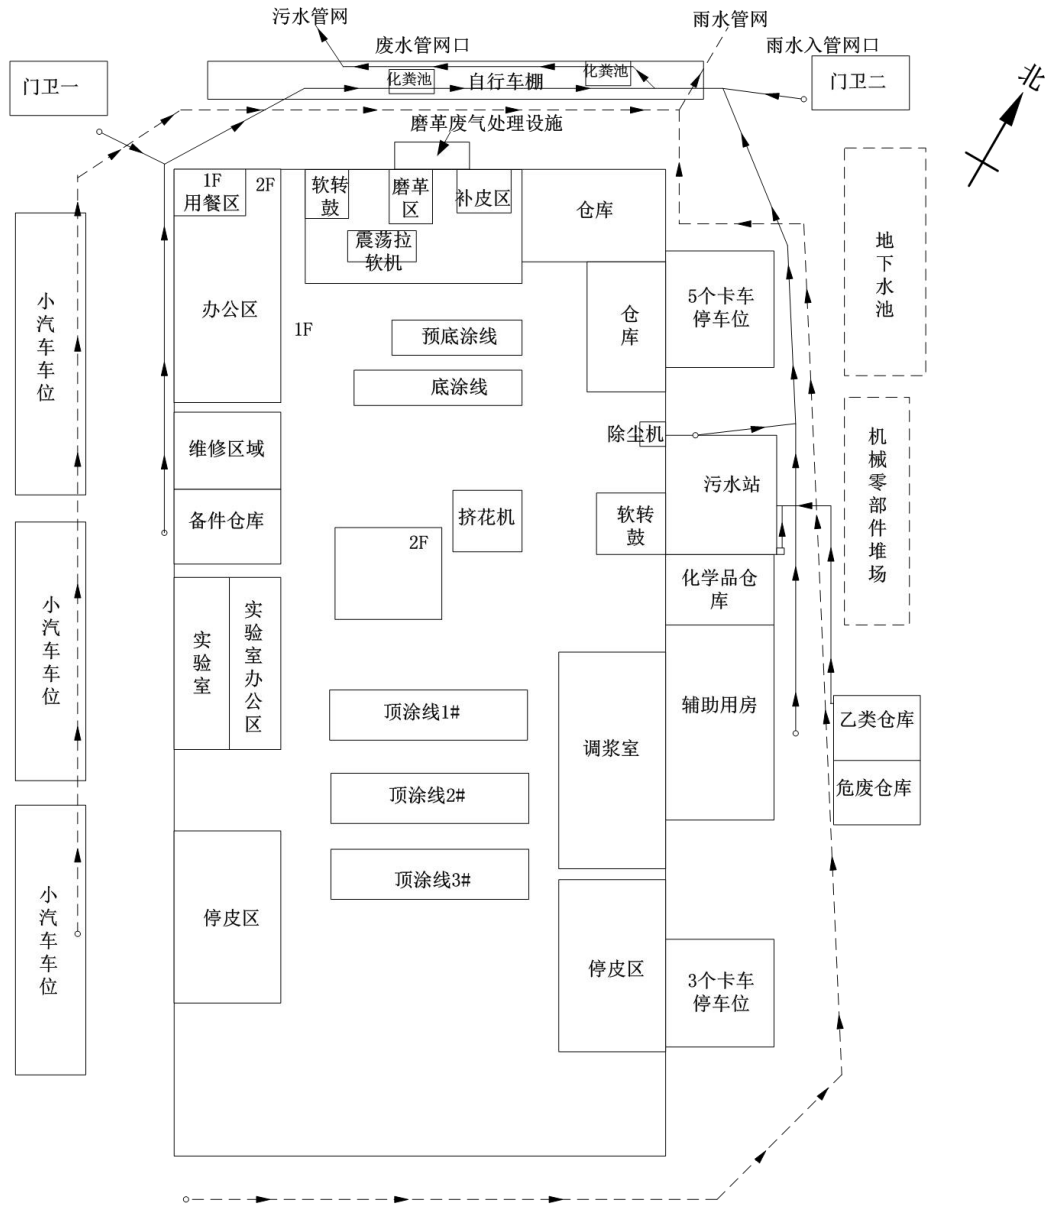 污水管网
雨水管网
废水管网口
雨水入管网口
门卫一
化粪池
自行车棚
化粪池
门卫二
北
磨革废气处理设施
1F
用餐区
2F
软转
鼓
磨革
区
补皮区
仓库
震荡拉
软机
办公区
1F
小汽车车位
仓库
5个卡车
停车位
地下水池
预底涂线
底涂线
维修区域
除尘机
污水站
机械零部件堆场
备件仓库
挤花机
软转
鼓
2F
化学品仓
库
小汽车车位
实验室
实验室办公区
顶涂线1#
调浆室
辅助用房
乙类仓库
顶涂线2#
危废仓库
顶涂线3#
小汽车车位
停皮区
停皮区
3个卡车
停车位